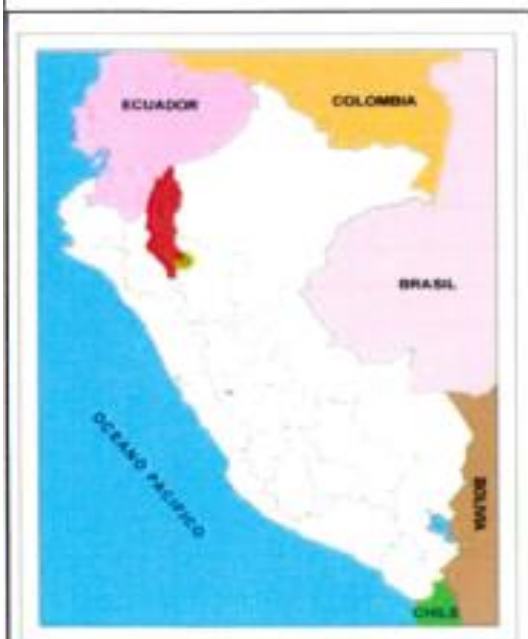 ECUADOR
COLOMBIA
BRASIL
OCEANO PACIFICO
BOLIVIA
CHILE